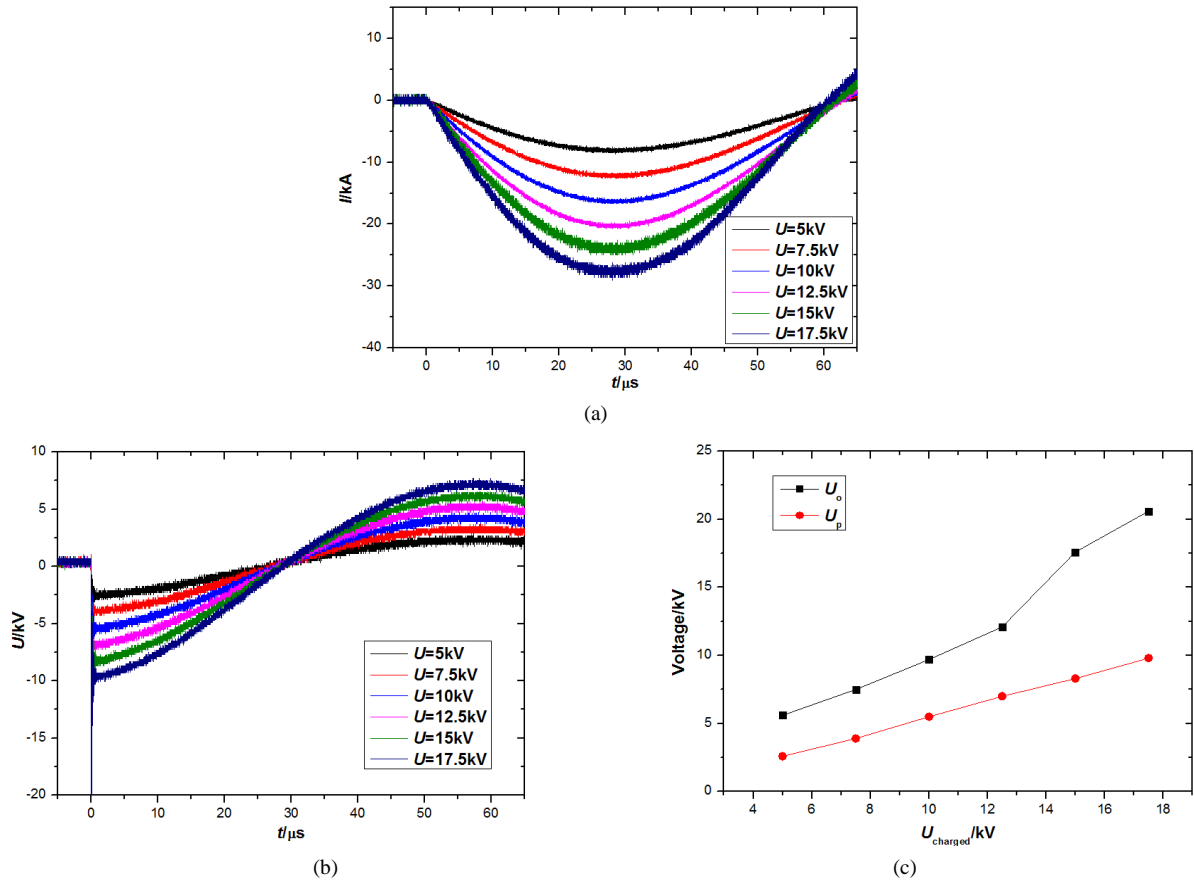 10
0
-10
-20
-30
-40
I/kA
0 10 20 30 40 50 60
t/μs
U=5kV
U=7.5kV
U=10kV
U=12.5kV
U=15kV
U=17.5kV
(a)
10
5
0
-5
-10
-15
-20
U/kV
0 10 20 30 40 50 60
t/μs
U=5kV
U=7.5kV
U=10kV
U=12.5kV
U=15kV
U=17.5kV
(b)
25
20
15
10
5
0
Voltage/kV
4 6 8 10 12 14 16 18
U_charged/kV
U_o
U_p
(c)